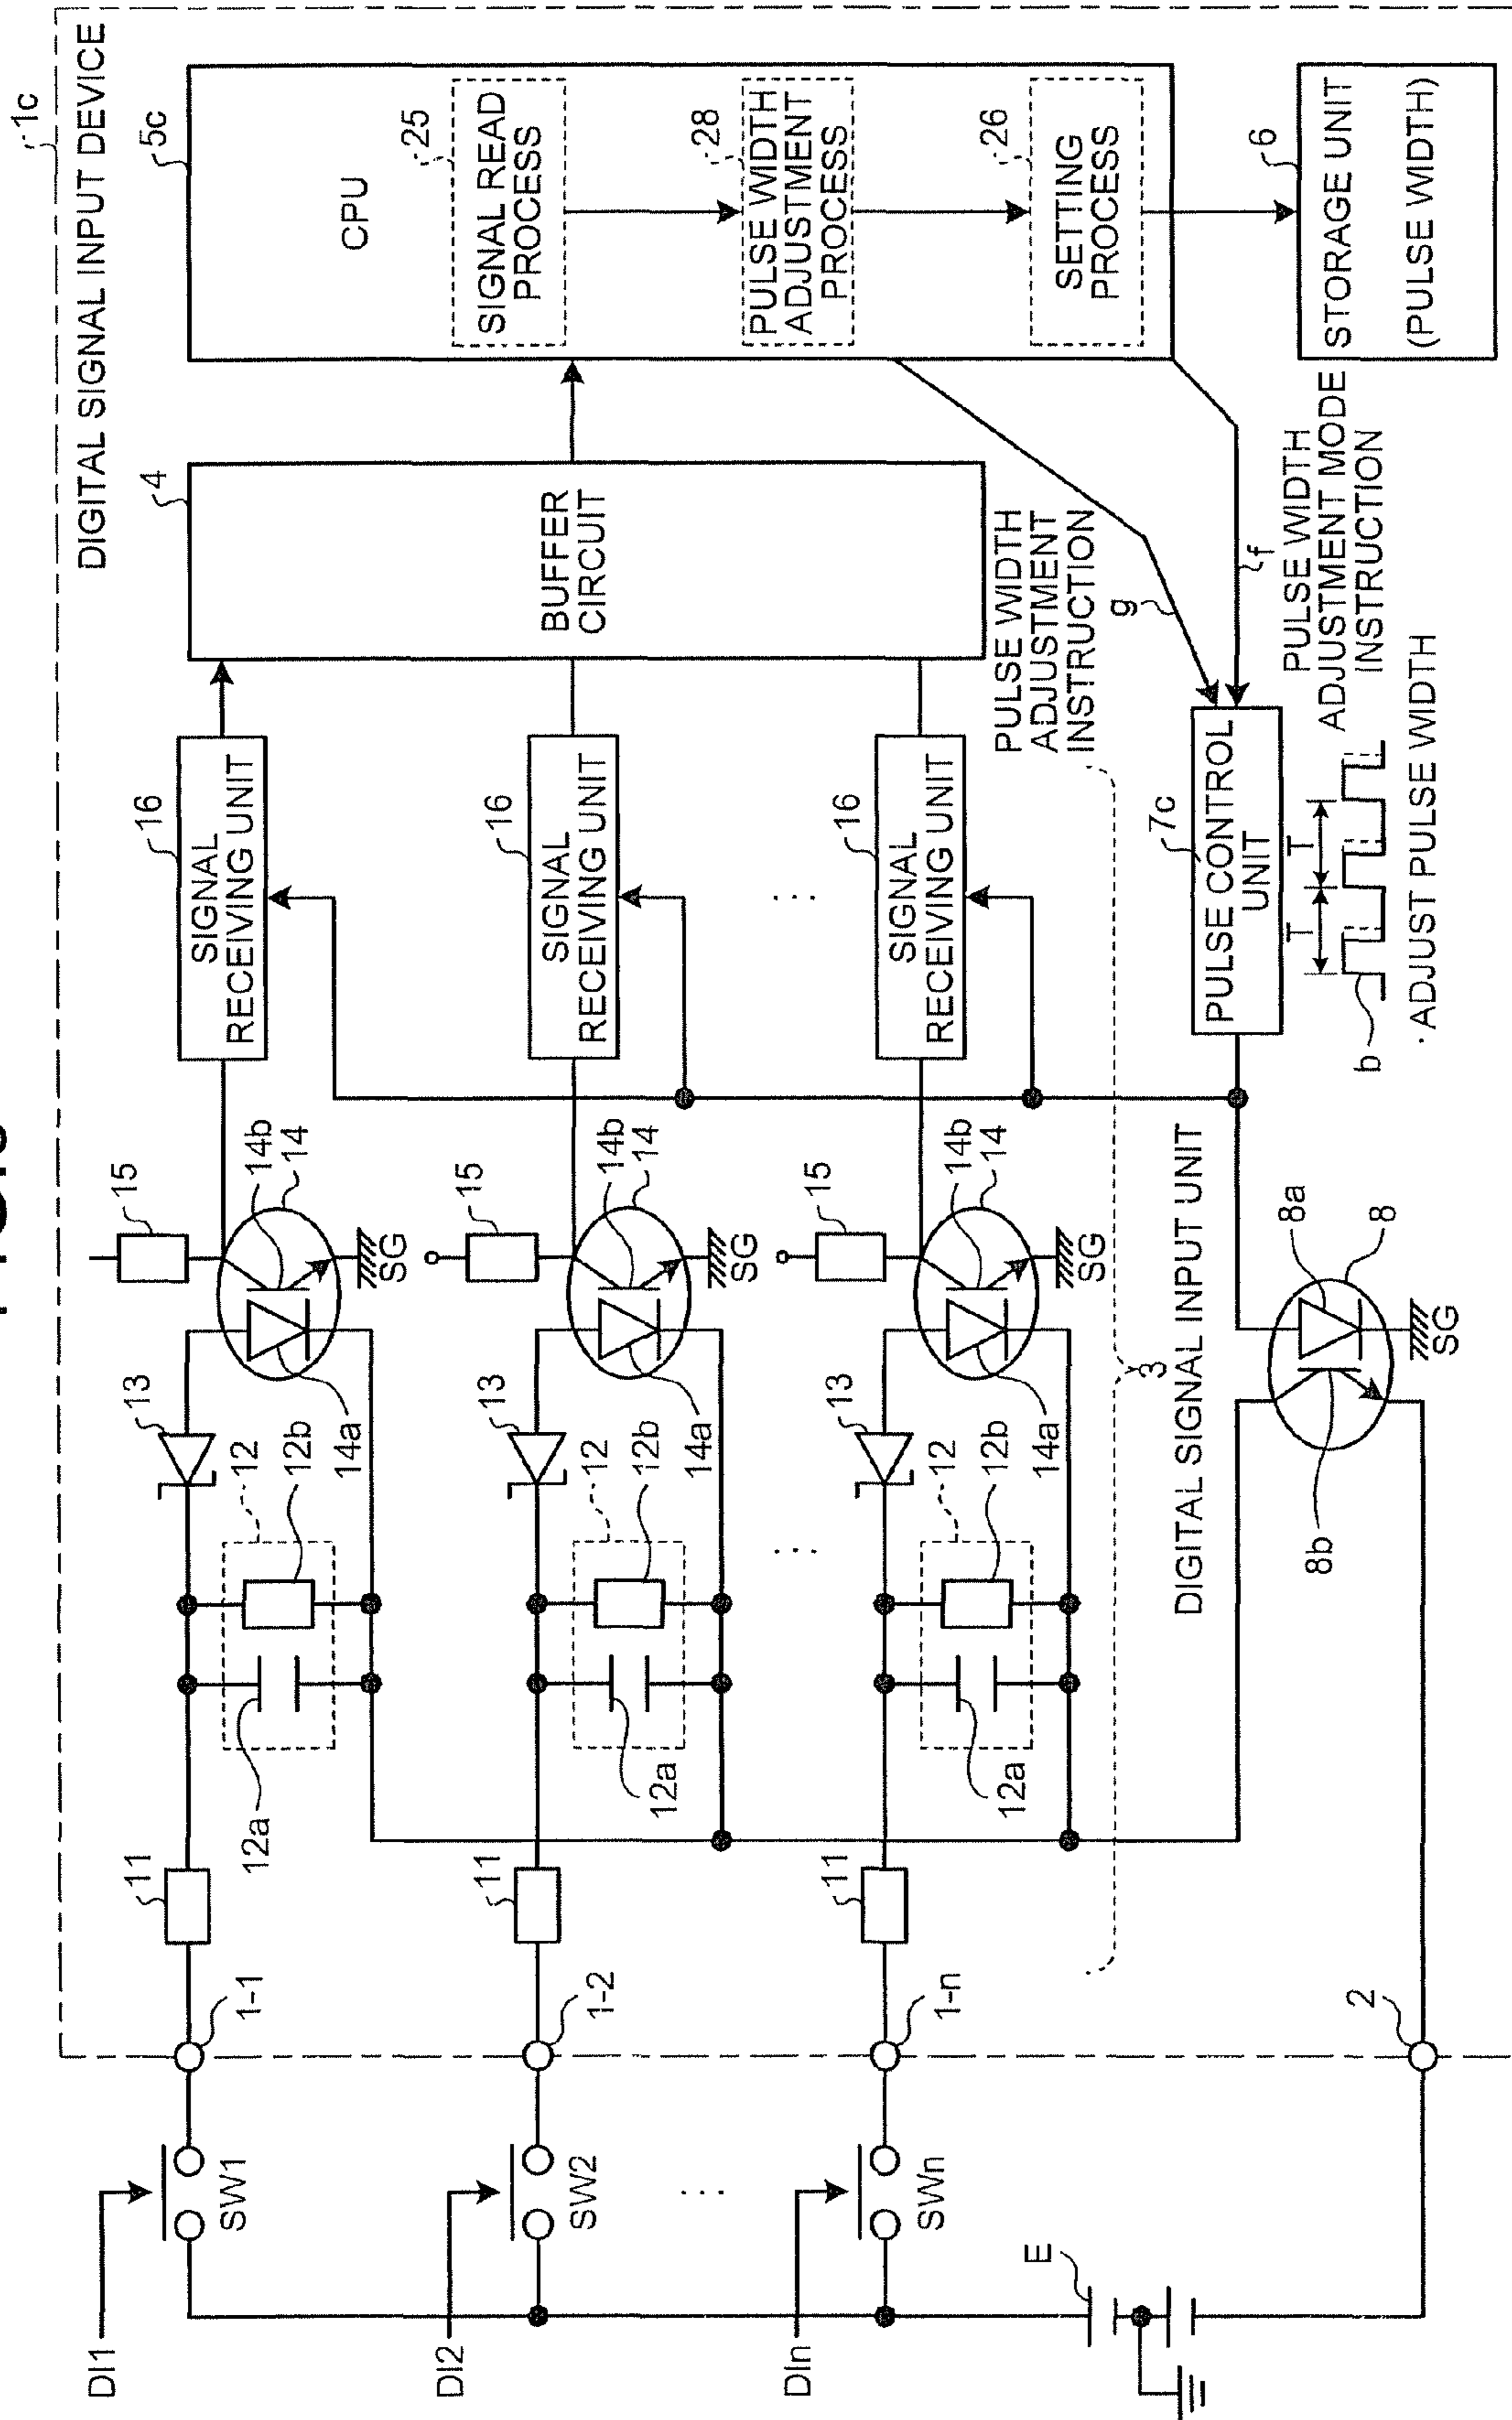 1c
DIGITAL SIGNAL INPUT DEVICE
5c
CPU
25
SIGNAL READ
PROCESS
28
PULSE WIDTH
ADJUSTMENT
PROCESS
26
SETTING
PROCESS
6
STORAGE UNIT
(PULSE WIDTH)
4
BUFFER
CIRCUIT
PULSE WIDTH
ADJUSTMENT
INSTRUCTION
g
f
PULSE WIDTH
ADJUSTMENT MODE
INSTRUCTION
16
SIGNAL
RECEIVING UNIT
16
SIGNAL
RECEIVING UNIT
16
SIGNAL
RECEIVING UNIT
...
7c
PULSE CONTROL
UNIT
T
T
b
· ADJUST PULSE WIDTH
15
14b
14
SG
15
14b
14
SG
15
14b
14
SG
13
12
12b
14a
12a
11
13
12
12b
14a
12a
11
13
12
12b
14a
12a
11
...
3
DIGITAL SIGNAL INPUT UNIT
8a
8
8b
SG
1-1
1-2
1-n
2
SW1
SW2
...
SWn
DI1
DI2
DIn
E